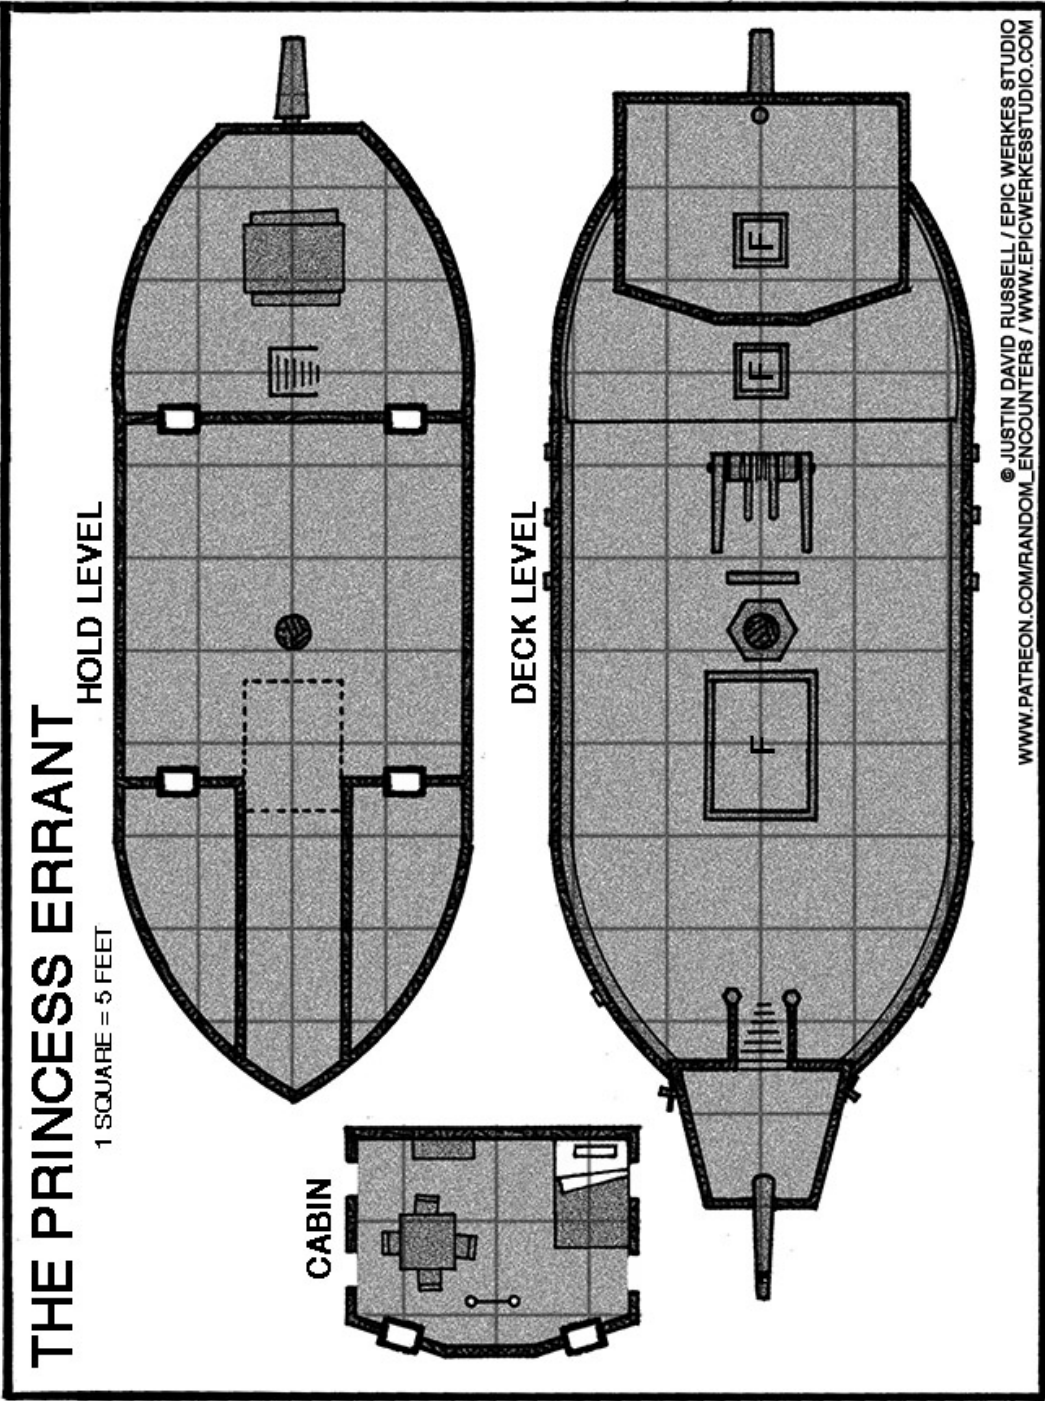 THE PRINCESS ERRANT
1 SQUARE = 5 FEET
HOLD LEVEL
CABIN
DECK LEVEL
F
F
F
© JUSTIN DAVID RUSSELL / EPIC WERKES STUDIO
WWW.PATREON.COM/RANDOM_ENCOUNTERS / WWW.EPICWERKESSTUDIO.COM